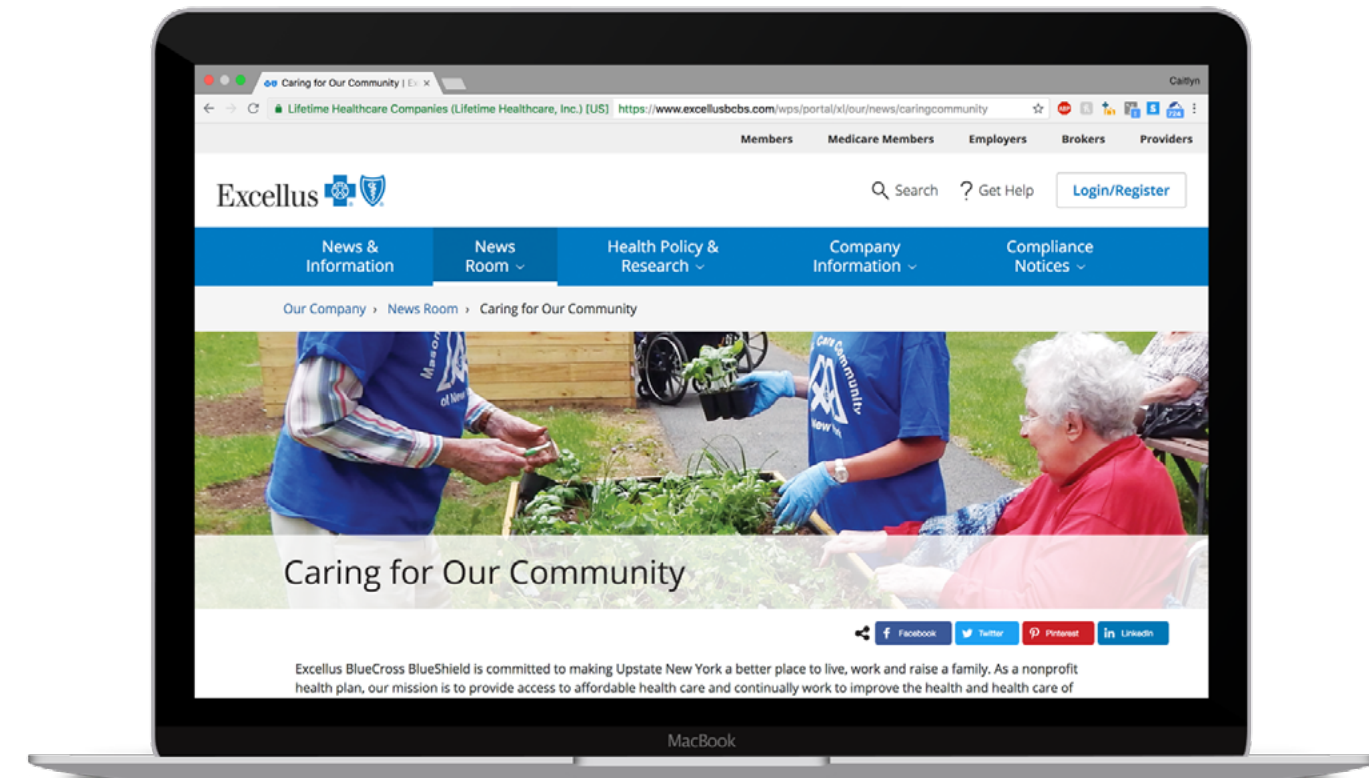 Caring for Our Community | Ex
Caitlyn
Lifetime Healthcare Companies (Lifetime Healthcare, Inc.) [US] https://www.excellusbcbs.com/wps/portal/xl/our/news/caringcommunity
ABP
724
Members Medicare Members Employers Brokers Providers
Excellus
Search ? Get Help Login/Register
News & Information
News Room
Health Policy & Research
Company Information
Compliance Notices
Our Company › News Room › Caring for Our Community
Mason
of New
Care Community
New
Caring for Our Community
Facebook Twitter Pinterest LinkedIn
Excellus BlueCross BlueShield is committed to making Upstate New York a better place to live, work and raise a family. As a nonprofit
health plan, our mission is to provide access to affordable health care and continually work to improve the health and health care of
MacBook